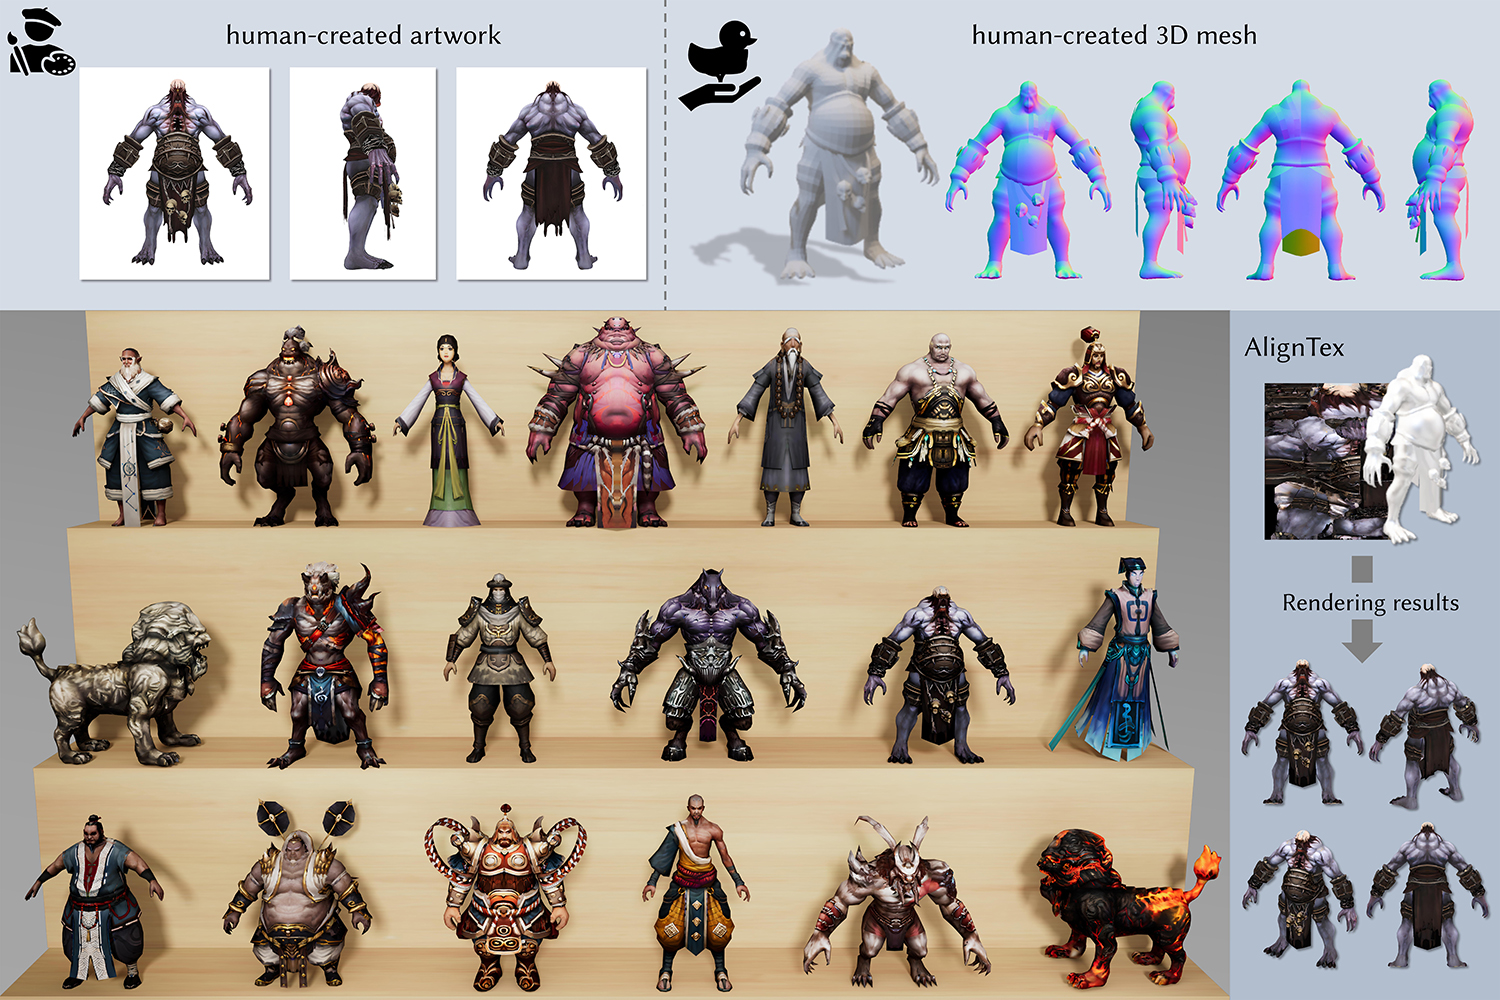 human-created artwork
human-created 3D mesh
AlignTex
Rendering results